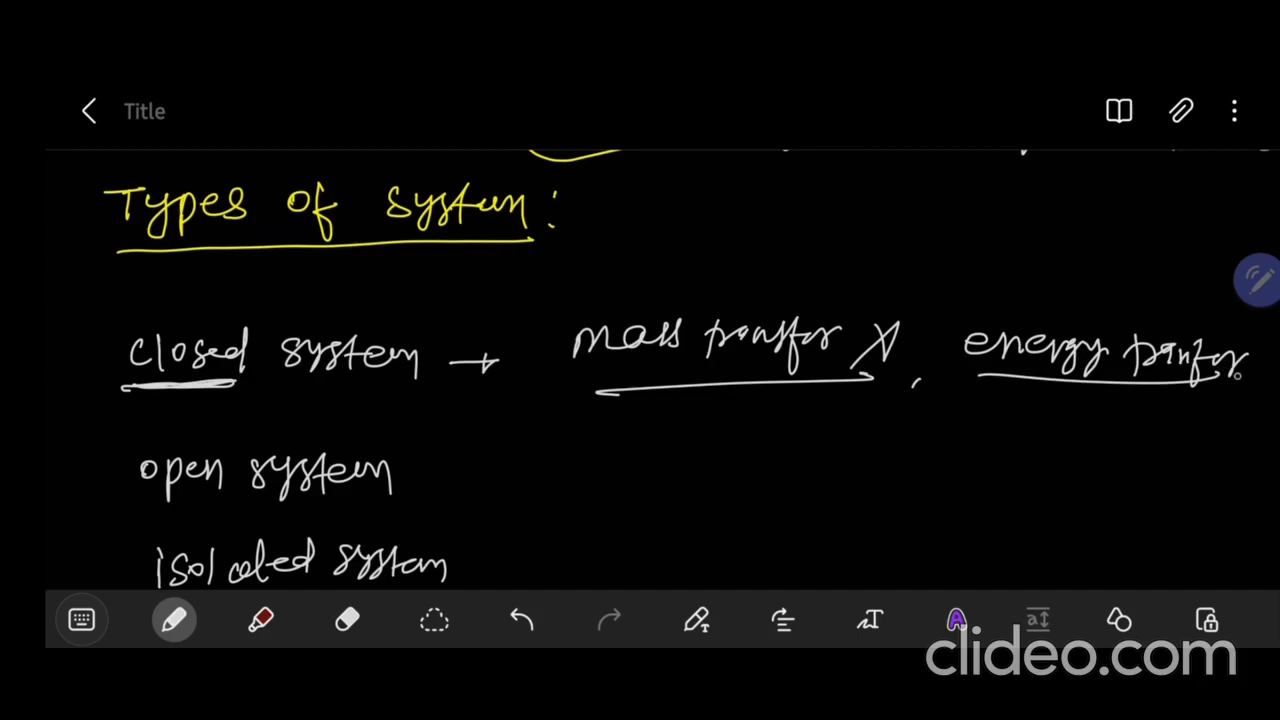 Title
Types of system:
closed system → mass transfer X, energy transfer
open system
isolated system
clideo.com